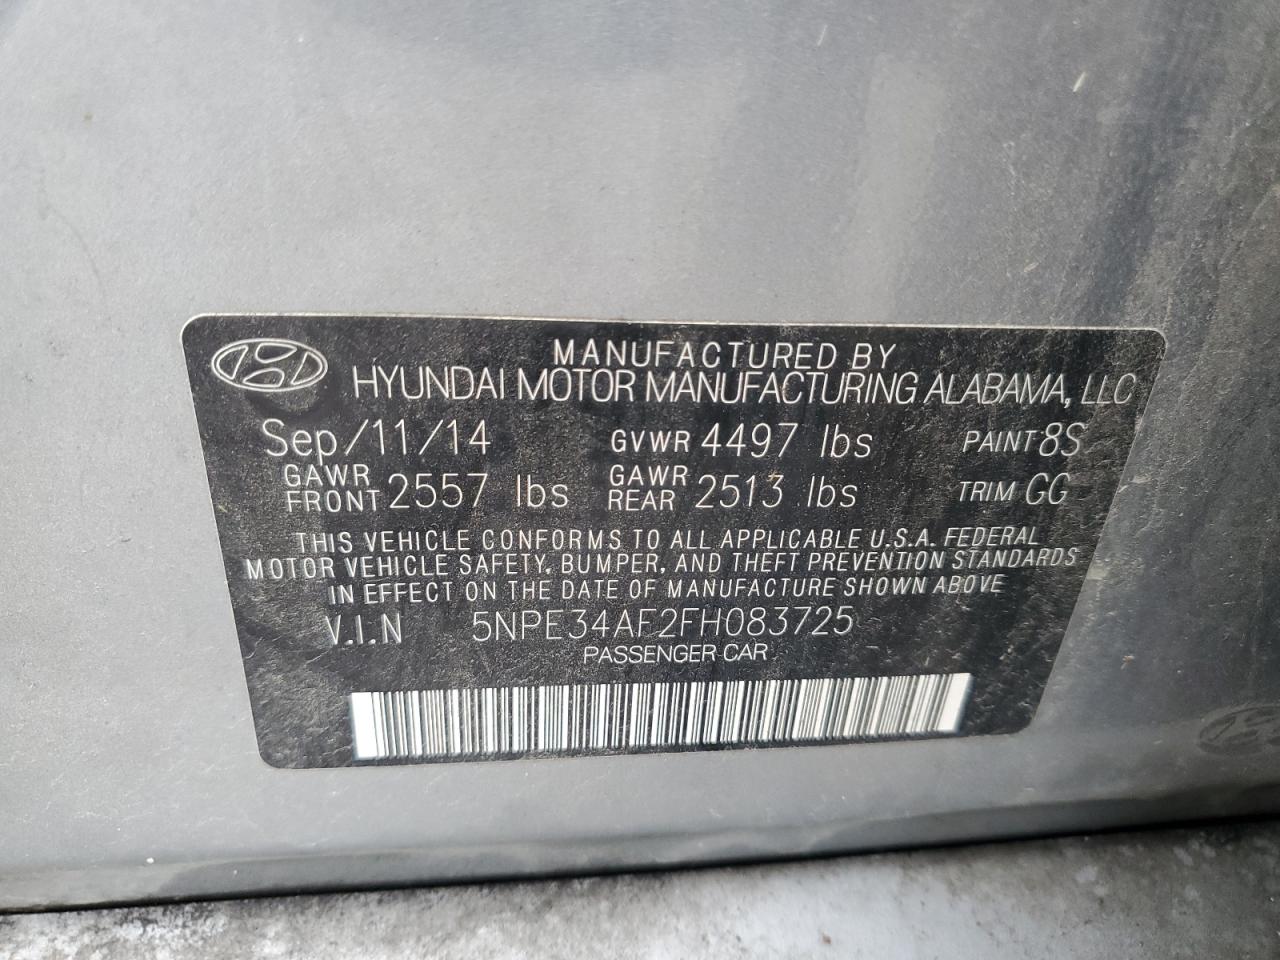 MANUFACTURED BY
HYUNDAI MOTOR MANUFACTURING ALABAMA, LLC
Sep/11/14 GVWR 4497 lbs PAINT 8S
GAWR FRONT 2557 lbs GAWR REAR 2513 lbs TRIM GG
THIS VEHICLE CONFORMS TO ALL APPLICABLE U.S.A. FEDERAL
MOTOR VEHICLE SAFETY, BUMPER, AND THEFT PREVENTION STANDARDS
IN EFFECT ON THE DATE OF MANUFACTURE SHOWN ABOVE
V.I.N 5NPE34AF2FH083725
PASSENGER CAR